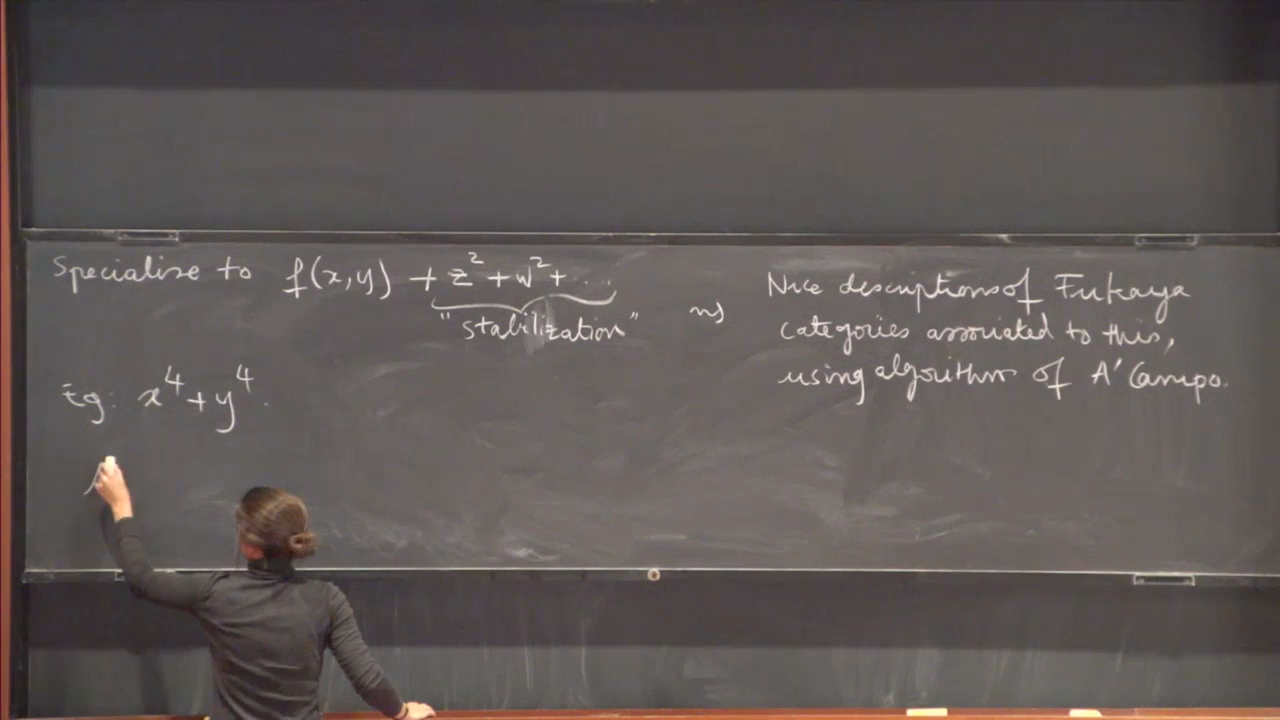 Specialise to f(x,y) + z² + w² + ...
"stabilization"
⇝
Nice descriptions of Fukaya
categories associated to this,
using algorithm of A'Campo.
Eg: x⁴ + y⁴.